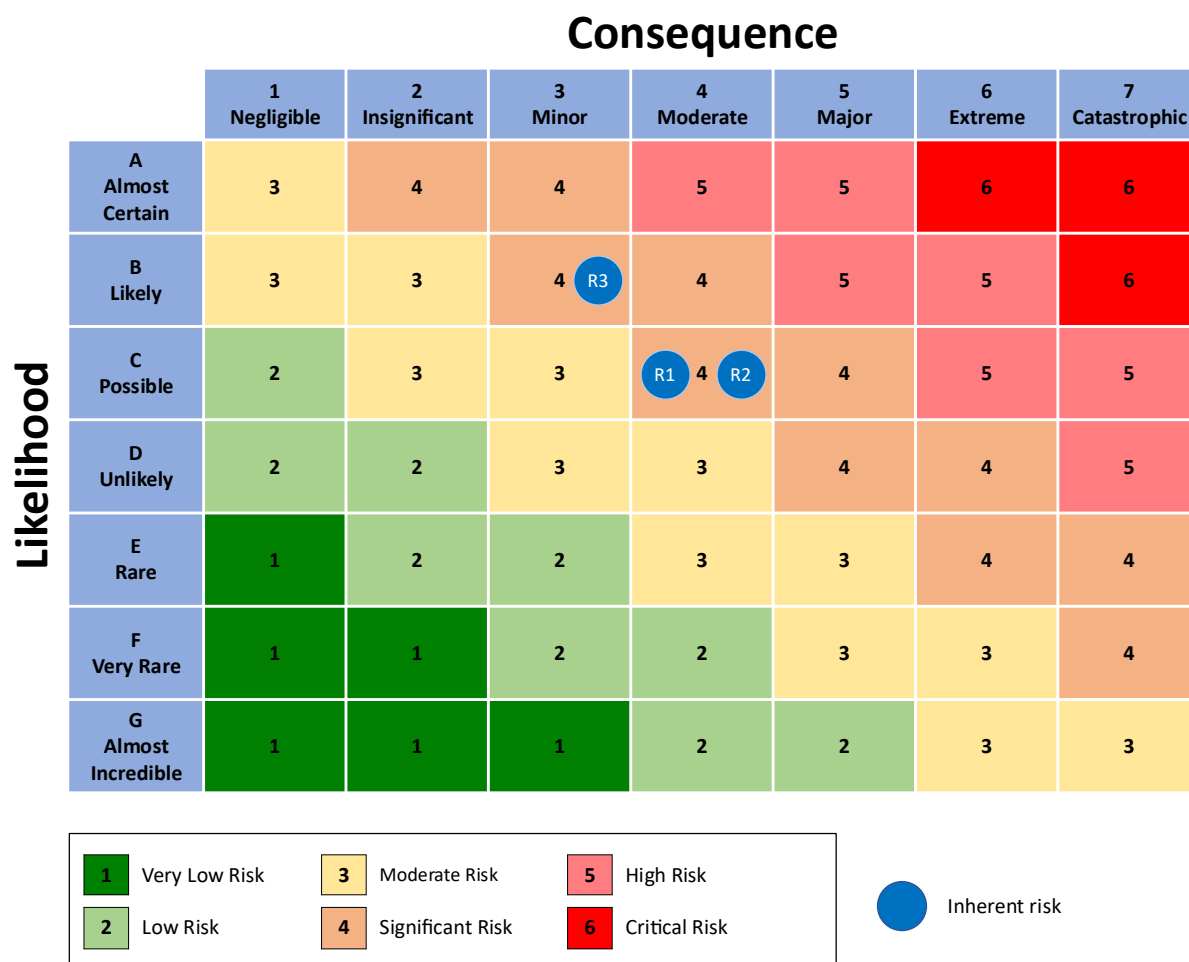 Consequence
1
Negligible
2
Insignificant
3
Minor
4
Moderate
5
Major
6
Extreme
7
Catastrophic
Likelihood
A
Almost
Certain
3
4
4
5
5
6
6
B
Likely
3
3
4 R3
4
5
5
6
C
Possible
2
3
3
R1 4 R2
4
5
5
D
Unlikely
2
2
3
3
4
4
5
E
Rare
1
2
2
3
3
4
4
F
Very Rare
1
1
2
2
3
3
4
G
Almost
Incredible
1
1
1
2
2
3
3
1 Very Low Risk
3 Moderate Risk
5 High Risk
2 Low Risk
4 Significant Risk
6 Critical Risk
Inherent risk